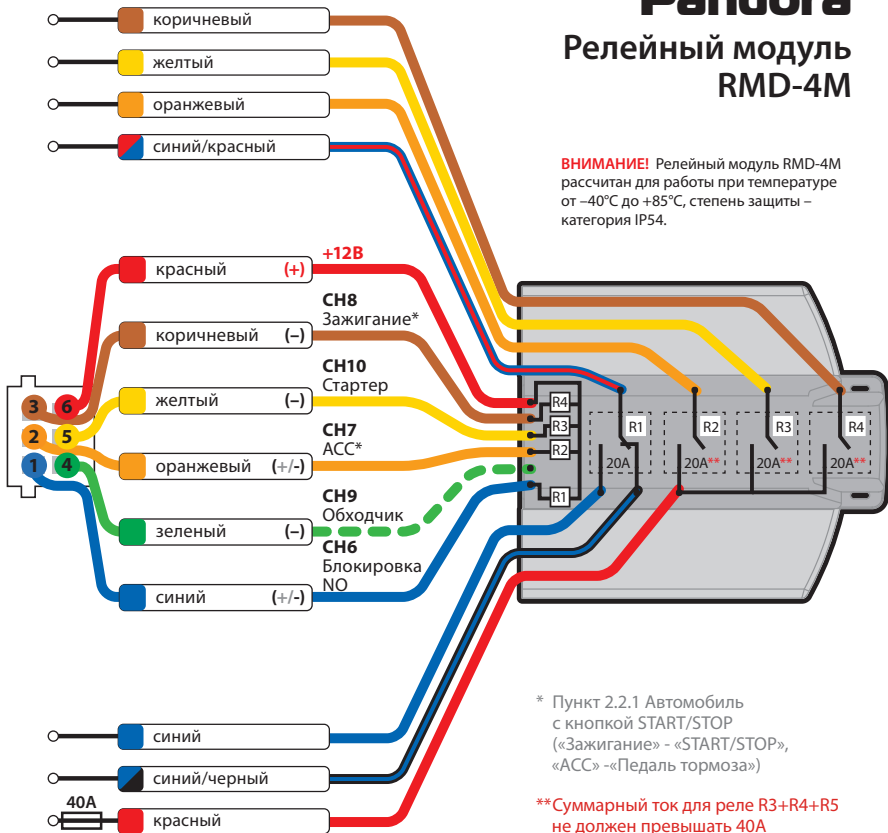 Pandora
Релейный модуль
RMD-4M
коричневый
желтый
оранжевый
синий/красный
ВНИМАНИЕ! Релейный модуль RMD-4M
рассчитан для работы при температуре
от –40°C до +85°C, степень защиты –
категория IP54.
красный (+)
+12В
коричневый (–)
CH8
Зажигание*
желтый (–)
CH10
Стартер
оранжевый (+/-)
CH7
ACC*
зеленый (–)
CH9
Обходчик
синий (+/-)
CH6
Блокировка
NO
3 6
2 5
1 4
R4
R3
R2
R1
R1 R2 R3 R4
20A 20A** 20A** 20A**
синий
синий/черный
40A
красный
* Пункт 2.2.1 Автомобиль
с кнопкой START/STOP
(«Зажигание» - «START/STOP»,
«ACC» -«Педаль тормоза»)
**Суммарный ток для реле R3+R4+R5
не должен превышать 40А